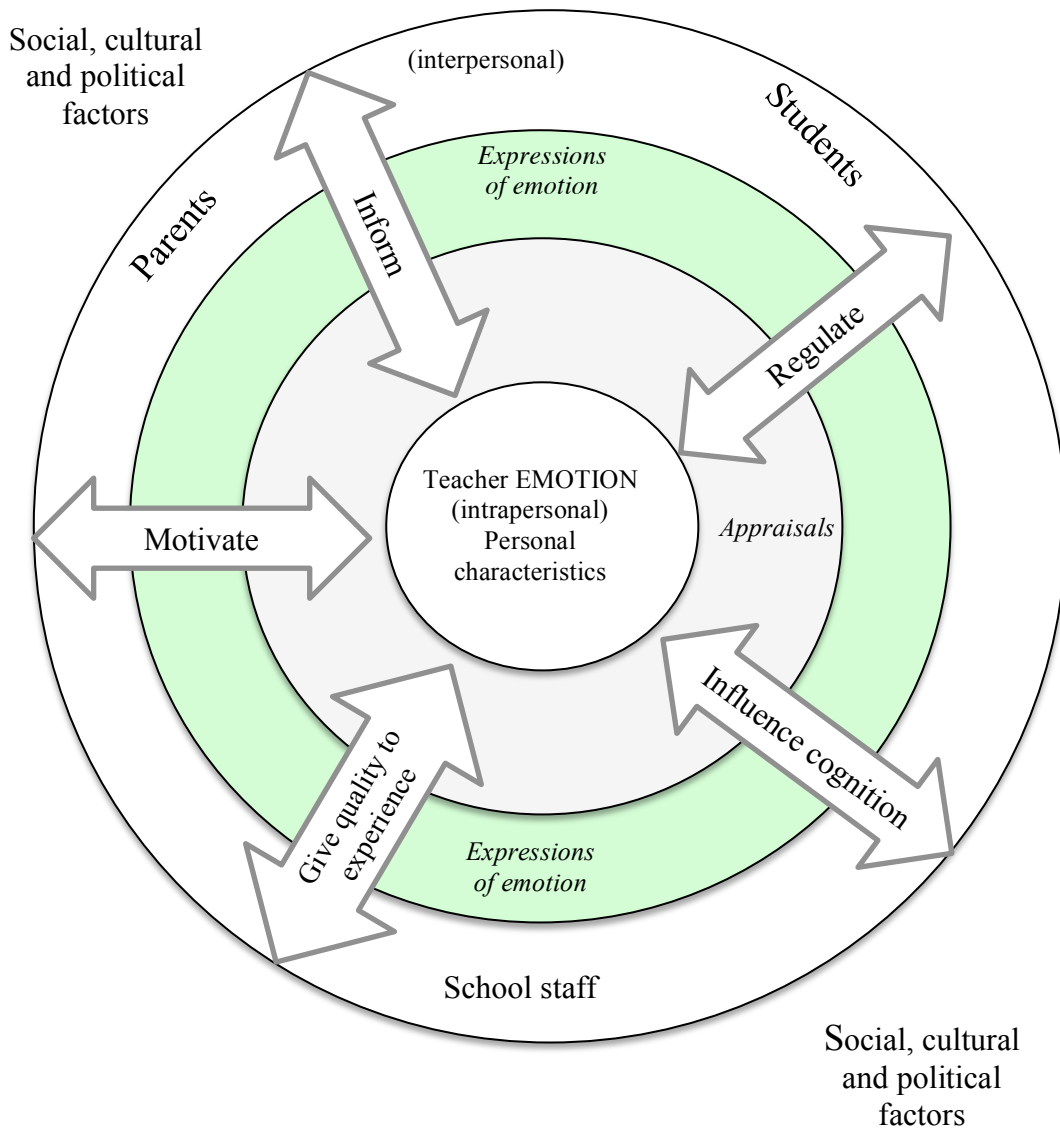 Social, cultural
and political
factors
(interpersonal)
Students
Parents
Expressions
of emotion
Inform
Regulate
Teacher EMOTION
(intrapersonal)
Personal
characteristics
Appraisals
Motivate
Influence cognition
Give quality to
experience
Expressions
of emotion
School staff
Social, cultural
and political
factors